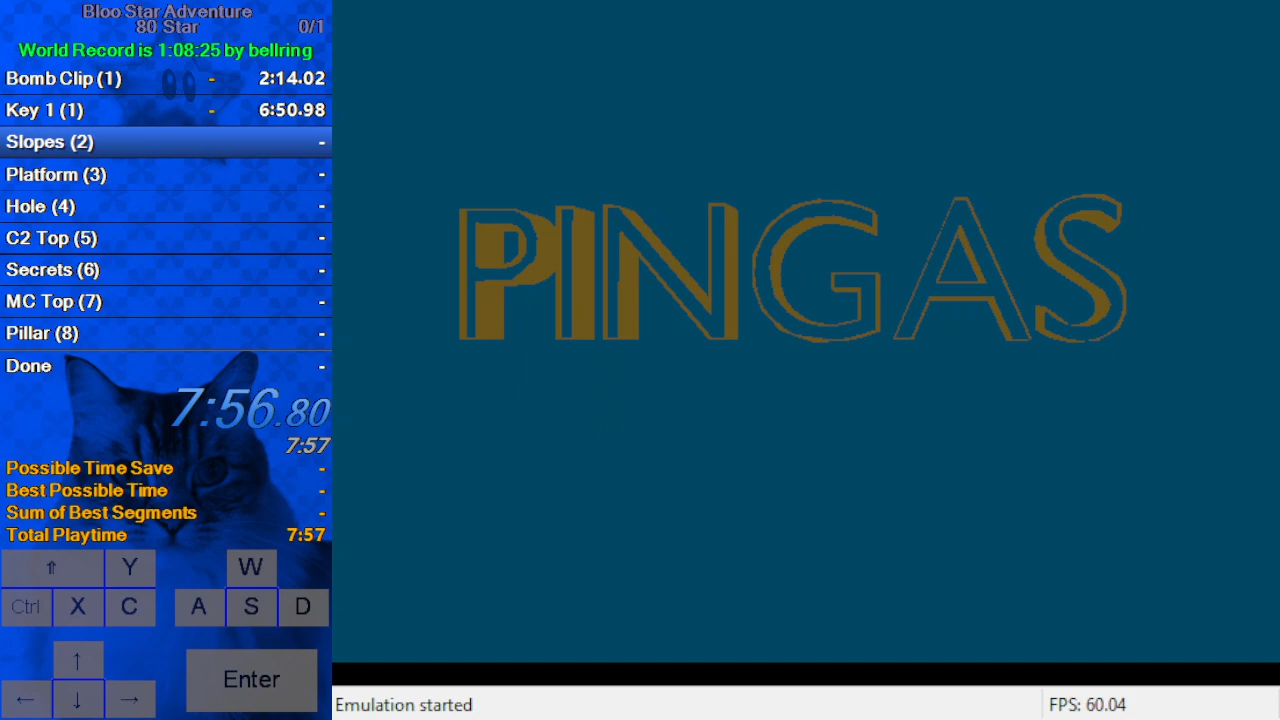 Bloo Star Adventure
80 Star 0/1
World Record is 1:08:25 by bellring
Bomb Clip (1) - 2:14.02
Key 1 (1) - 6:50.98
Slopes (2) -
Platform (3) -
Hole (4) -
C2 Top (5) -
Secrets (6) -
MC Top (7) -
Pillar (8) -
Done -
7:56.80
7:57
Possible Time Save -
Best Possible Time -
Sum of Best Segments -
Total Playtime 7:57
⇑ Y W
Ctrl X C A S D
↑
Enter
← ↓ →
PINGAS
Emulation started FPS: 60.04